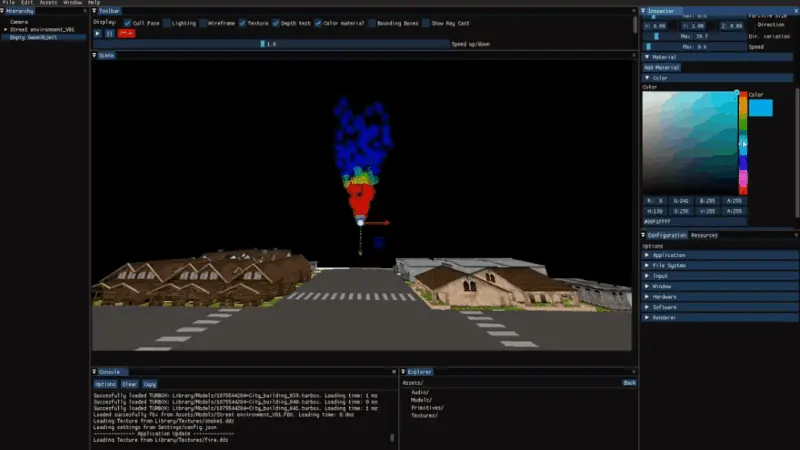 File Edit Assets Window Help
Hierarchy
Camera
Street environment_V01
Empty GameObject
Toolbar
Display: Cull Face Lighting Wireframe Texture Depth test Color material Bounding Boxes Show Ray Cast
1.0 Speed up/down
Scene
Inspector
Particle Size
X: 0.00 Y: 1.00 Z: 0.00 Direction
Max: 39.7 Dir. variation
Speed
Material
Add Material
Color
Color
Color
R: 0 G:241 B:255 A:255
S:255 V:255 A:255
Configuration Resources
Options
Application
File System
Input
Window
Hardware
Software
Renderer
Console
Options Clear Copy
Succesfully loaded TURBOX: Library/Models/1075544204-City_building_039.turbox. Loading time: 1 ms
Succesfully loaded TURBOX: Library/Models/1075544204-City_building_040.turbox. Loading time: 0 ms
Succesfully loaded TURBOX: Library/Models/1075544204-City_building_041.turbox. Loading time: 1 ms
Loaded succesfully fbx from Assets/Models/Street environment_V01.FBX. Loading time: 0.0ms
Loading Texture from Library/Textures/smoke1.dds
Loading settings from Settings/config.json
-------------- Application Update --------------
Loading Texture from Library/Textures/fire.dds
Explorer
Assets/ Back
Audio/
Models/
Primitives/
Textures/